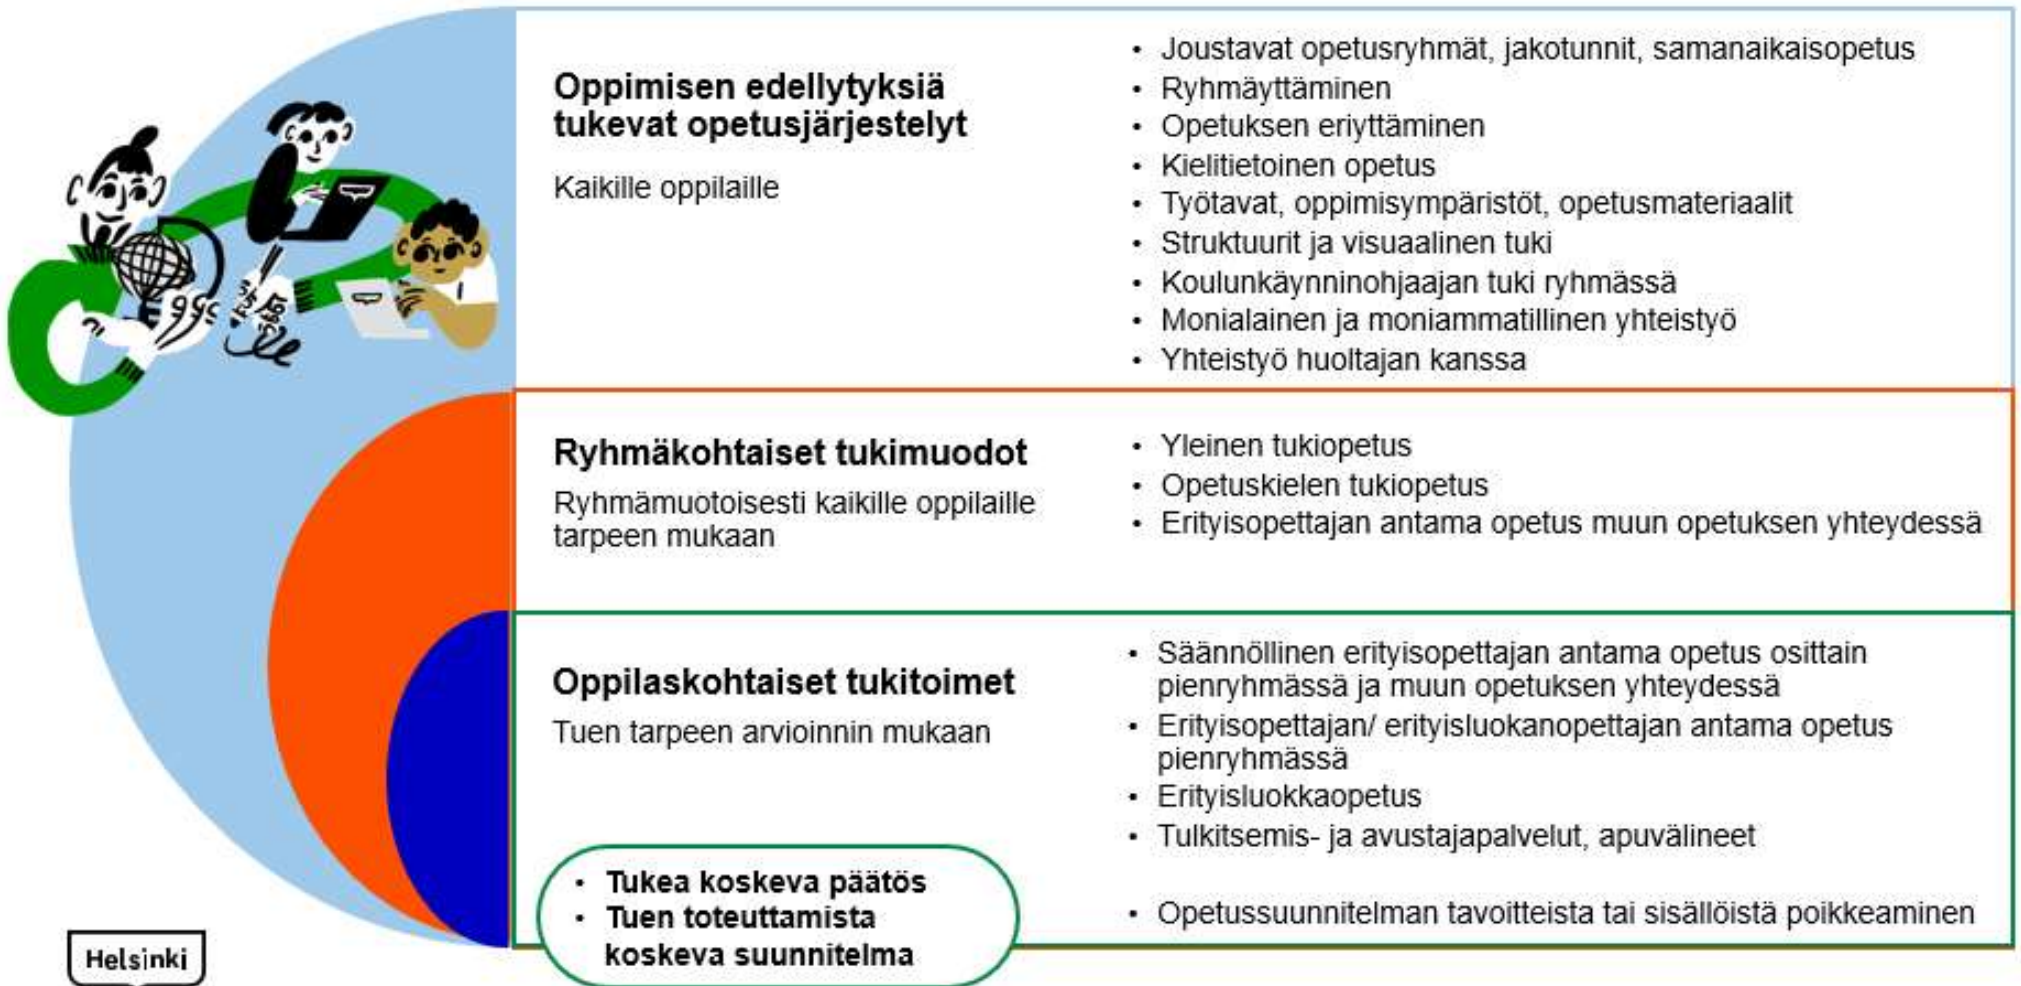 Oppimisen edellytyksiä
tukevat opetusjärjestelyt
Kaikille oppilaille
• Joustavat opetusryhmät, jakotunnit, samanaikaisopetus
• Ryhmäyttäminen
• Opetuksen eriyttäminen
• Kielitietoinen opetus
• Työtavat, oppimisympäristöt, opetusmateriaalit
• Struktuurit ja visuaalinen tuki
• Koulunkäynninohjaajan tuki ryhmässä
• Monialainen ja moniammatillinen yhteistyö
• Yhteistyö huoltajan kanssa
Ryhmäkohtaiset tukimuodot
Ryhmämuotoisesti kaikille oppilaille
tarpeen mukaan
• Yleinen tukiopetus
• Opetuskielen tukiopetus
• Erityisopettajan antama opetus muun opetuksen yhteydessä
Oppilaskohtaiset tukitoimet
Tuen tarpeen arvioinnin mukaan
• Säännöllinen erityisopettajan antama opetus osittain
pienryhmässä ja muun opetuksen yhteydessä
• Erityisopettajan/ erityisluokanopettajan antama opetus
pienryhmässä
• Erityisluokkaopetus
• Tulkitsemis- ja avustajapalvelut, apuvälineet
• Opetussuunnitelman tavoitteista tai sisällöistä poikkeaminen
• Tukea koskeva päätös
• Tuen toteuttamista
koskeva suunnitelma
Helsinki